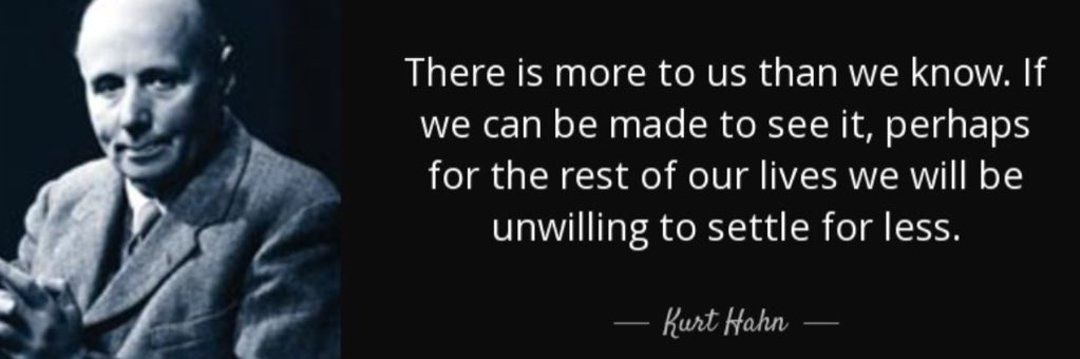 There is more to us than we know. If
we can be made to see it, perhaps
for the rest of our lives we will be
unwilling to settle for less.
— Kurt Hahn —